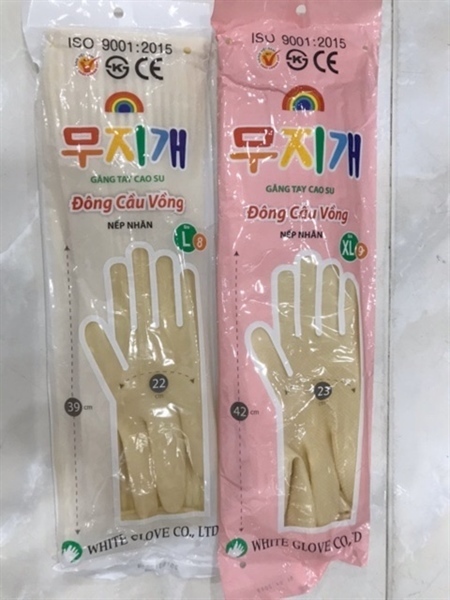 ISO 9001:2015
CE
무지개
GĂNG TAY CAO SU
Đông Cầu Vồng
NẾP NHĂN
L 8
39 cm
22 cm
WHITE GLOVE CO., LTD
ISO 9001:2015
CE
무지개
GĂNG TAY CAO SU
Đông Cầu Vồng
NẾP NHĂN
XL 9
42 cm
23
WHITE GLOVE CO.